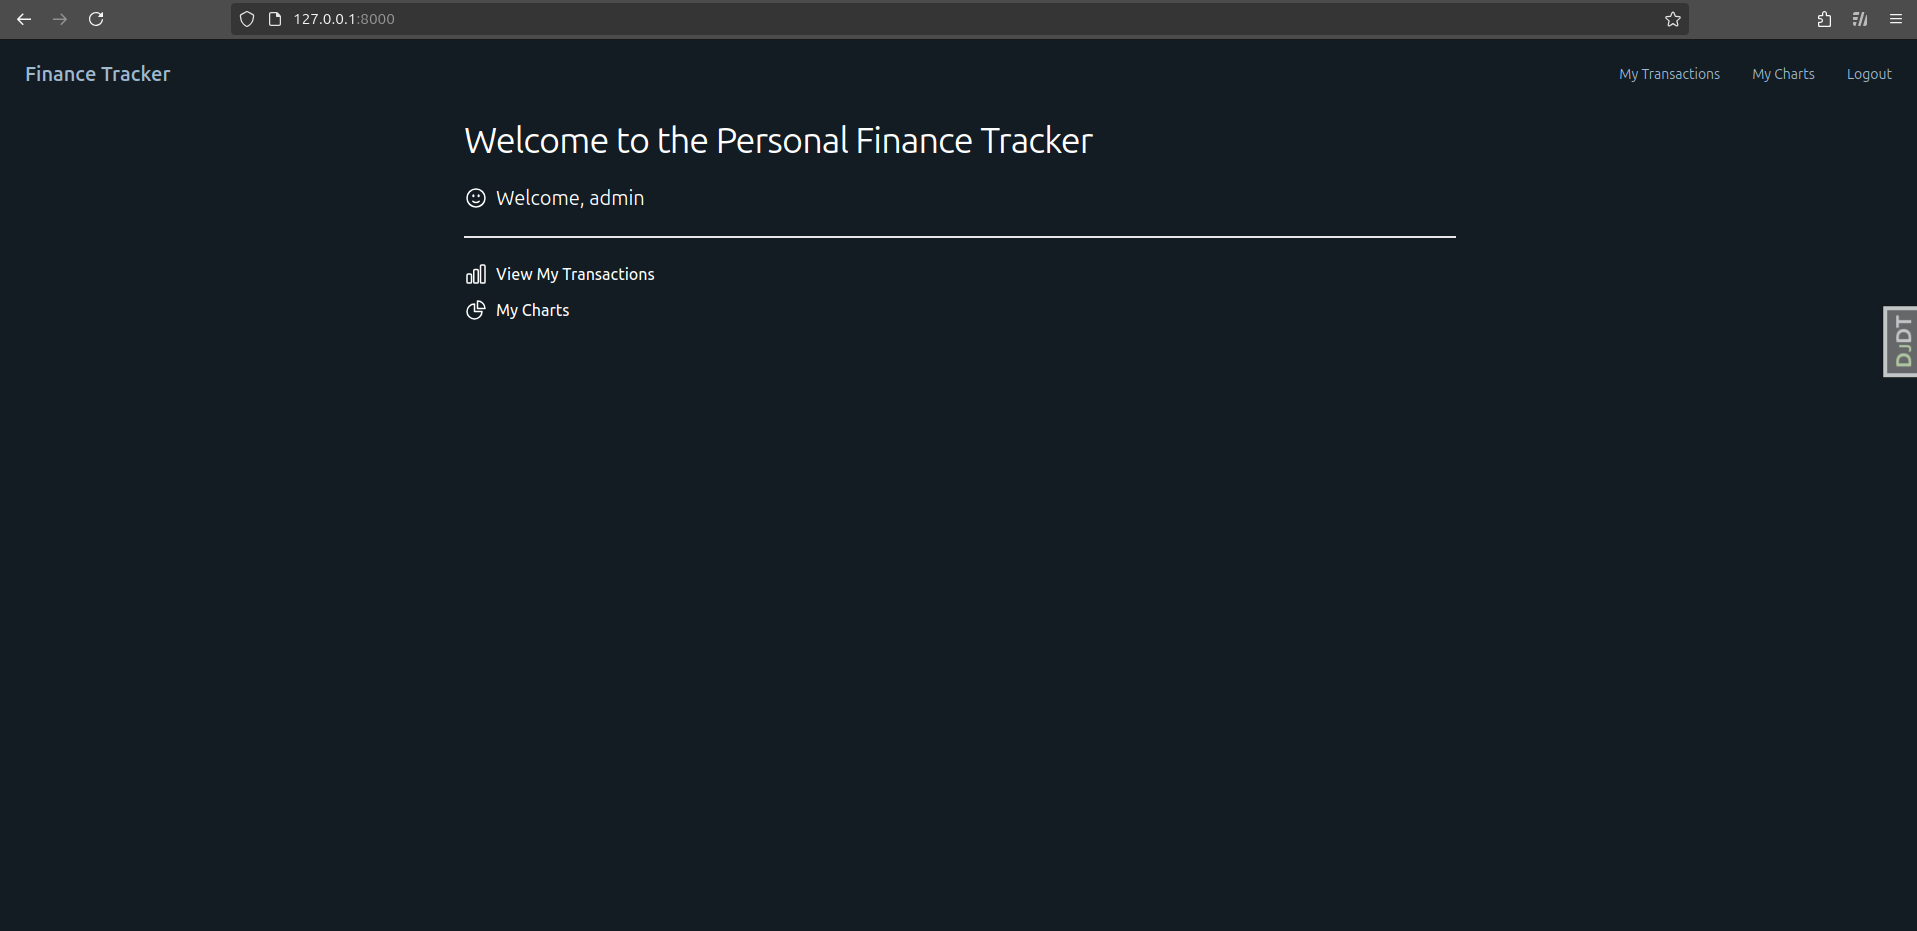 127.0.0.1:8000
Finance Tracker
My Transactions
My Charts
Logout
Welcome to the Personal Finance Tracker
Welcome, admin
View My Transactions
My Charts
DJDT